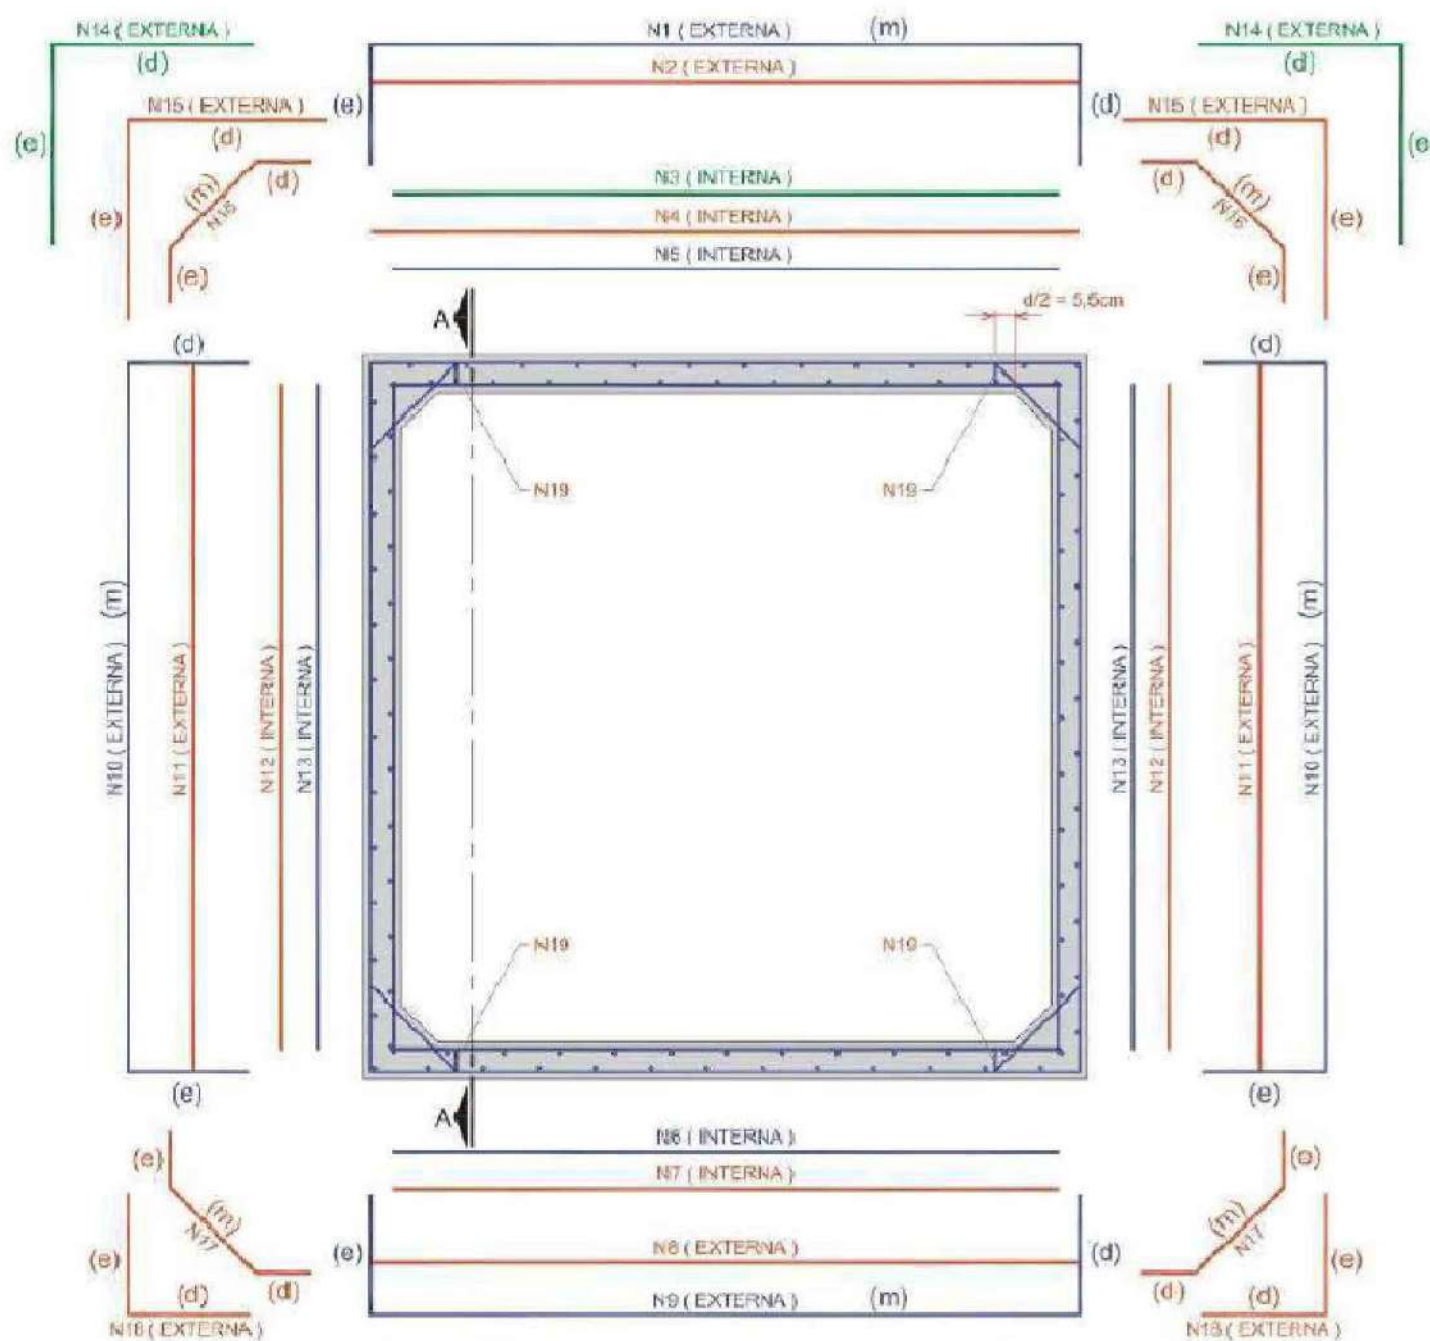 N14 ( EXTERNA )
(d)
(e)
N1 ( EXTERNA ) (m)
N2 ( EXTERNA )
(e)
(d)
N14 ( EXTERNA )
(d)
(e)
N15 ( EXTERNA )
(d)
(e)
(m)
N16
(d)
(e)
N3 ( INTERNA )
N4 ( INTERNA )
N5 ( INTERNA )
N15 ( EXTERNA )
(d)
(e)
(d)
(m)
N16
(e)
A
d/2 = 5,5cm
(d)
N10 ( EXTERNA ) (m)
N11 ( EXTERNA )
N12 ( INTERNA )
N13 ( INTERNA )
(e)
N19
N19
N19
N19
(d)
N13 ( INTERNA )
N12 ( INTERNA )
N11 ( EXTERNA )
N10 ( EXTERNA ) (m)
(e)
A
N6 ( INTERNA )
N7 ( INTERNA )
(e)
N8 ( EXTERNA )
(d)
N9 ( EXTERNA ) (m)
(e)
(m)
N17
(d)
(e)
(d)
N18 ( EXTERNA )
(e)
(m)
N17
(d)
(e)
(d)
N18 ( EXTERNA )